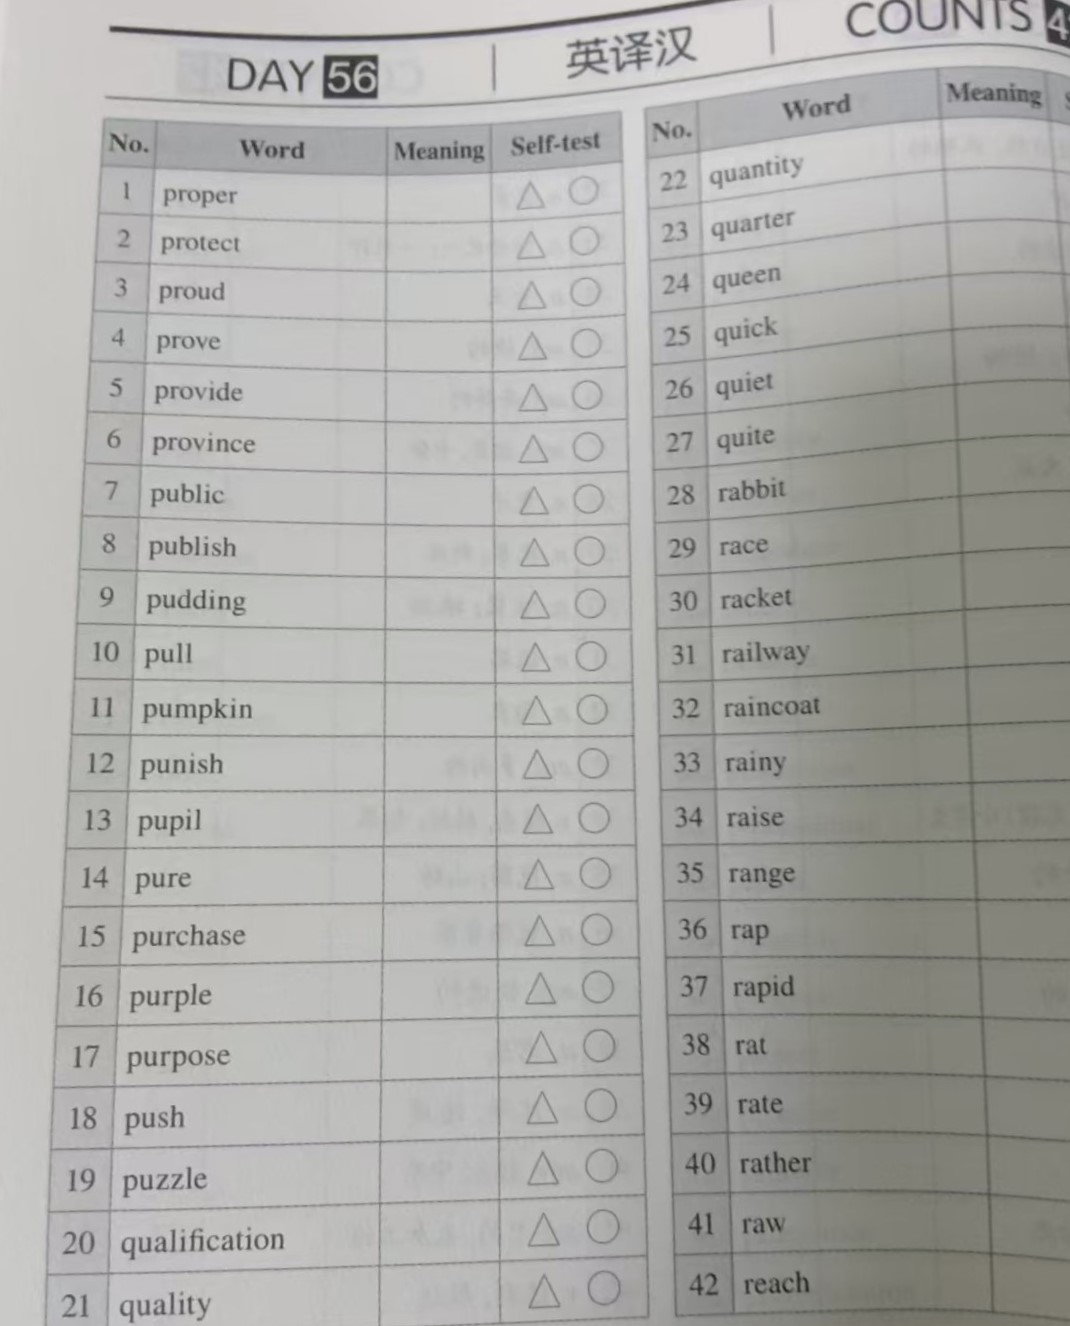 DAY 56
英译汉
COUNTS
No. Word Meaning Self-test
1 proper
2 protect
3 proud
4 prove
5 provide
6 province
7 public
8 publish
9 pudding
10 pull
11 pumpkin
12 punish
13 pupil
14 pure
15 purchase
16 purple
17 purpose
18 push
19 puzzle
20 qualification
21 quality
No. Word Meaning
22 quantity
23 quarter
24 queen
25 quick
26 quiet
27 quite
28 rabbit
29 race
30 racket
31 railway
32 raincoat
33 rainy
34 raise
35 range
36 rap
37 rapid
38 rat
39 rate
40 rather
41 raw
42 reach